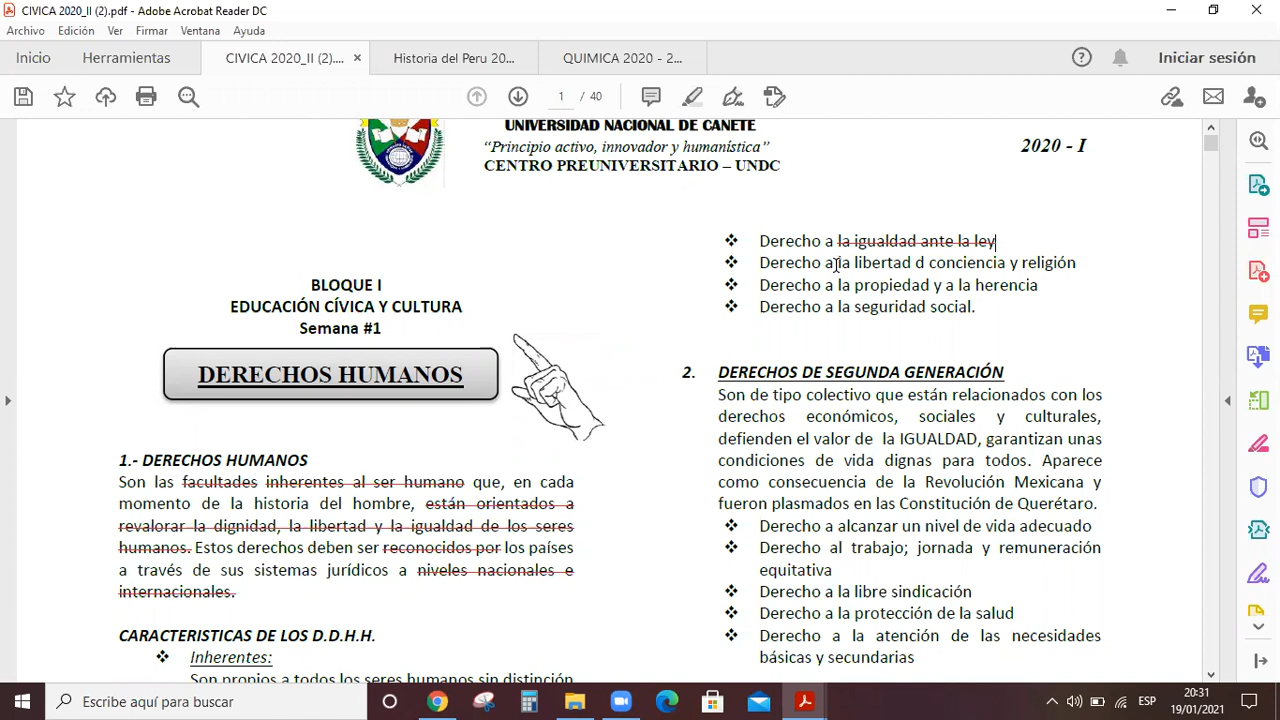 CIVICA 2020_II (2).pdf - Adobe Acrobat Reader DC
Archivo Edición Ver Firmar Ventana Ayuda
Inicio Herramientas CIVICA 2020_II (2).... × Historia del Peru 20... QUIMICA 2020 - 2... Iniciar sesión
1 / 40
UNIVERSIDAD NACIONAL DE CAÑETE
“Principio activo, innovador y humanística”
CENTRO PREUNIVERSITARIO – UNDC
2020 - I
BLOQUE I
EDUCACIÓN CÍVICA Y CULTURA
Semana #1
DERECHOS HUMANOS
1.- DERECHOS HUMANOS
Son las facultades inherentes al ser humano que, en cada
momento de la historia del hombre, están orientados a
revalorar la dignidad, la libertad y la igualdad de los seres
humanos. Estos derechos deben ser reconocidos por los países
a través de sus sistemas jurídicos a niveles nacionales e
internacionales.
CARACTERISTICAS DE LOS D.D.H.H.
❖ Inherentes:
Son propios a todos los seres humanos sin distinción
❖ Derecho a la igualdad ante la ley
❖ Derecho a la libertad d conciencia y religión
❖ Derecho a la propiedad y a la herencia
❖ Derecho a la seguridad social.
2. DERECHOS DE SEGUNDA GENERACIÓN
Son de tipo colectivo que están relacionados con los
derechos económicos, sociales y culturales,
defienden el valor de la IGUALDAD, garantizan unas
condiciones de vida dignas para todos. Aparece
como consecuencia de la Revolución Mexicana y
fueron plasmados en las Constitución de Querétaro.
❖ Derecho a alcanzar un nivel de vida adecuado
❖ Derecho al trabajo; jornada y remuneración
equitativa
❖ Derecho a la libre sindicación
❖ Derecho a la protección de la salud
❖ Derecho a la atención de las necesidades
básicas y secundarias
Escribe aquí para buscar
ESP
20:31
19/01/2021